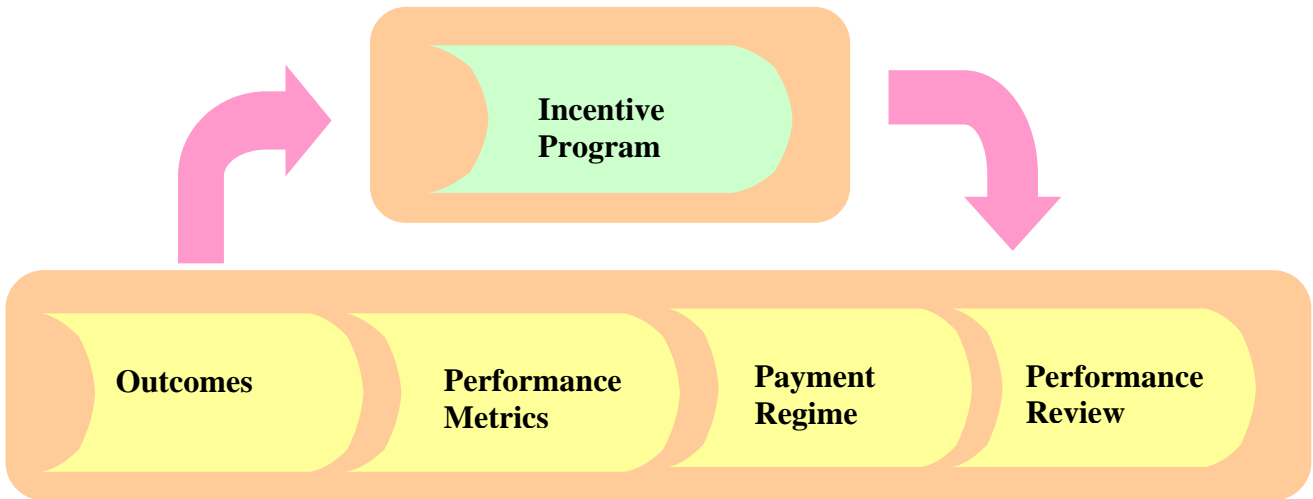 Incentive
Program
Outcomes
Performance
Metrics
Payment
Regime
Performance
Review